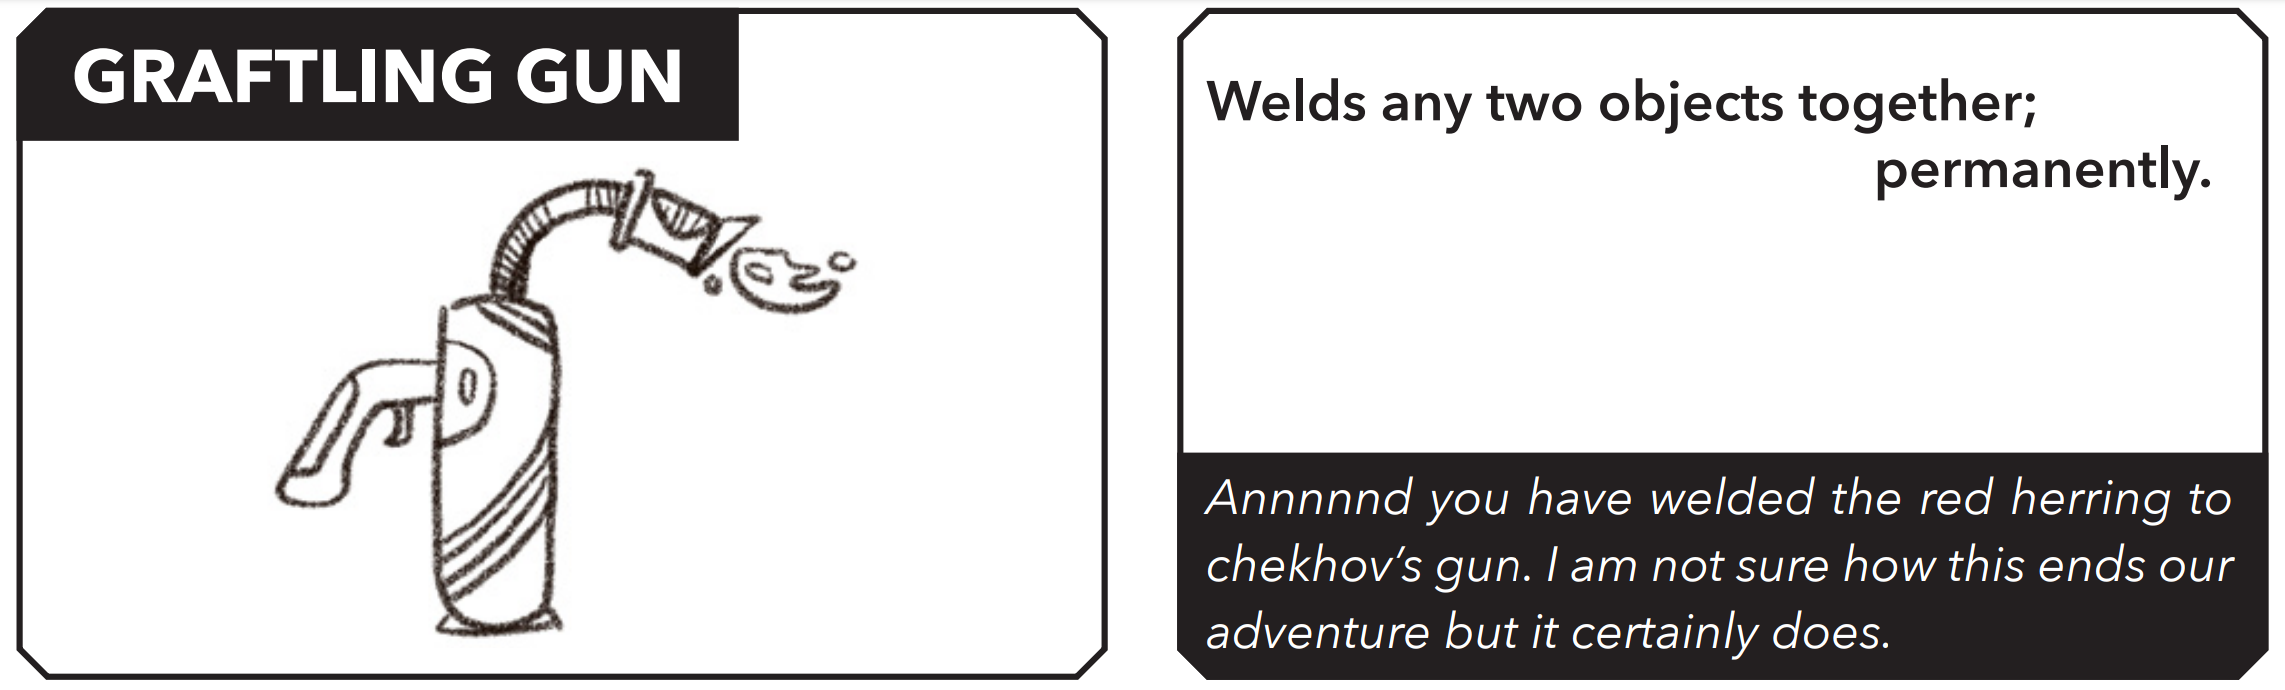 GRAFTLING GUN
Welds any two objects together;
permanently.
Annnnnd you have welded the red herring to
chekhov’s gun. I am not sure how this ends our
adventure but it certainly does.